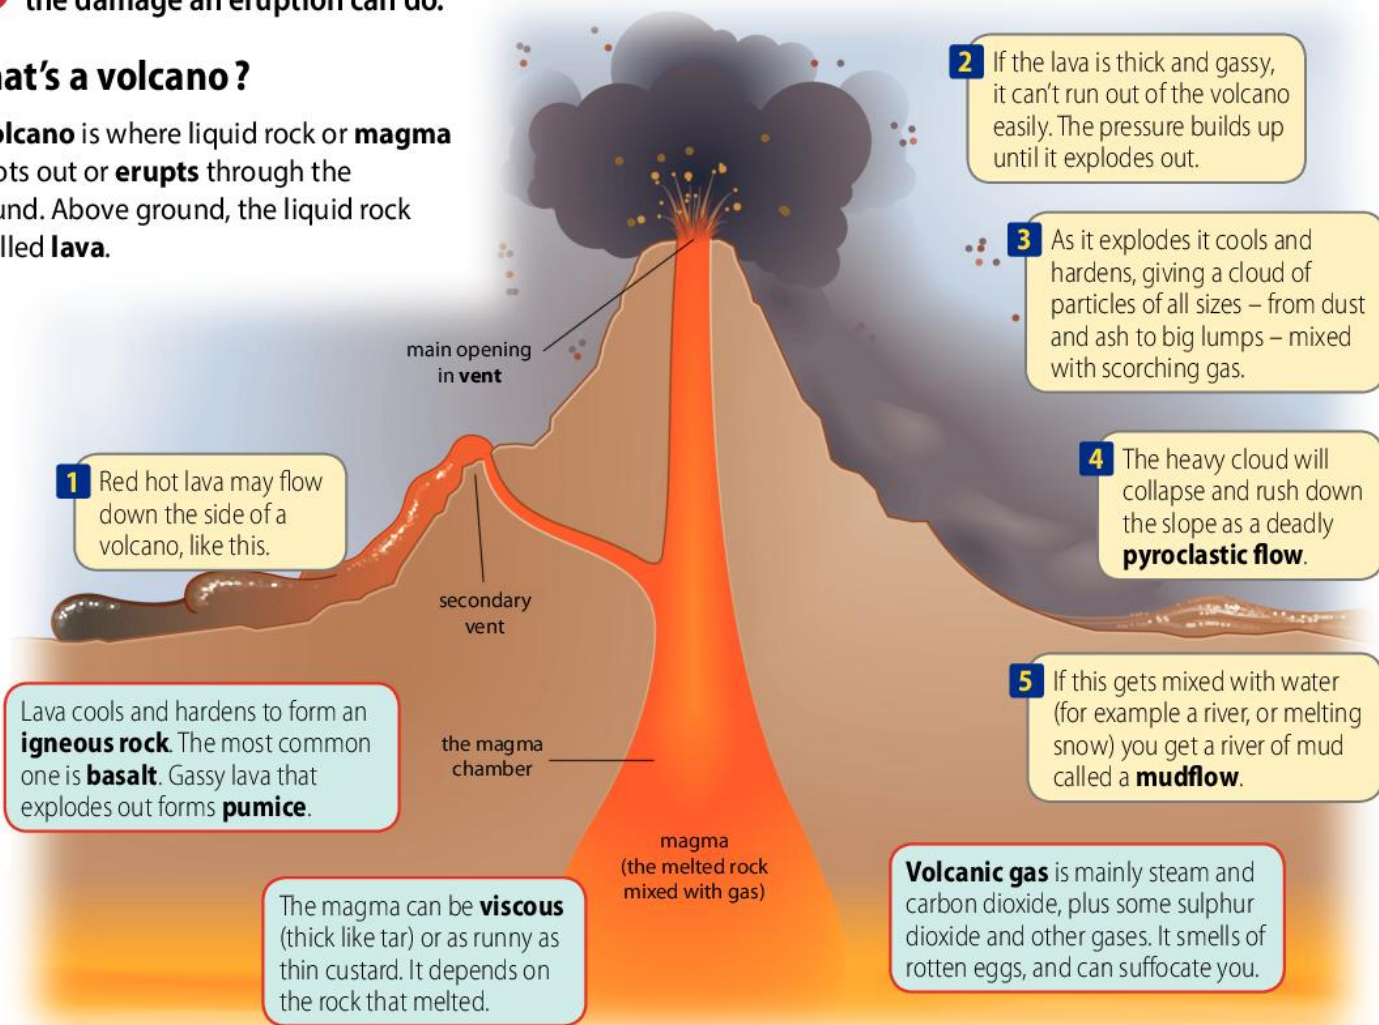 the damage an eruption can do.
at's a volcano?
olcano is where liquid rock or magma
ots out or erupts through the
und. Above ground, the liquid rock
lled lava.
2 If the lava is thick and gassy,
it can't run out of the volcano
easily. The pressure builds up
until it explodes out.
3 As it explodes it cools and
hardens, giving a cloud of
particles of all sizes – from dust
and ash to big lumps – mixed
with scorching gas.
main opening
in vent
1 Red hot lava may flow
down the side of a
volcano, like this.
4 The heavy cloud will
collapse and rush down
the slope as a deadly
pyroclastic flow.
secondary
vent
5 If this gets mixed with water
(for example a river, or melting
snow) you get a river of mud
called a mudflow.
Lava cools and hardens to form an
igneous rock. The most common
one is basalt. Gassy lava that
explodes out forms pumice.
the magma
chamber
magma
(the melted rock
mixed with gas)
The magma can be viscous
(thick like tar) or as runny as
thin custard. It depends on
the rock that melted.
Volcanic gas is mainly steam and
carbon dioxide, plus some sulphur
dioxide and other gases. It smells of
rotten eggs, and can suffocate you.